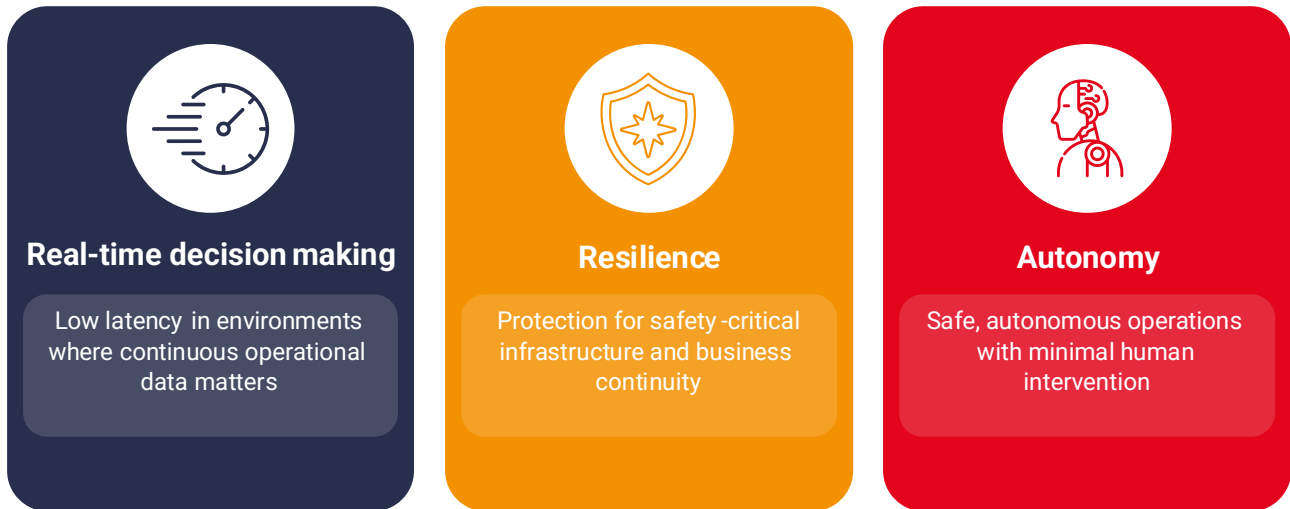 Real-time decision making
Low latency in environments
where continuous operational
data matters
Resilience
Protection for safety-critical
infrastructure and business
continuity
Autonomy
Safe, autonomous operations
with minimal human
intervention